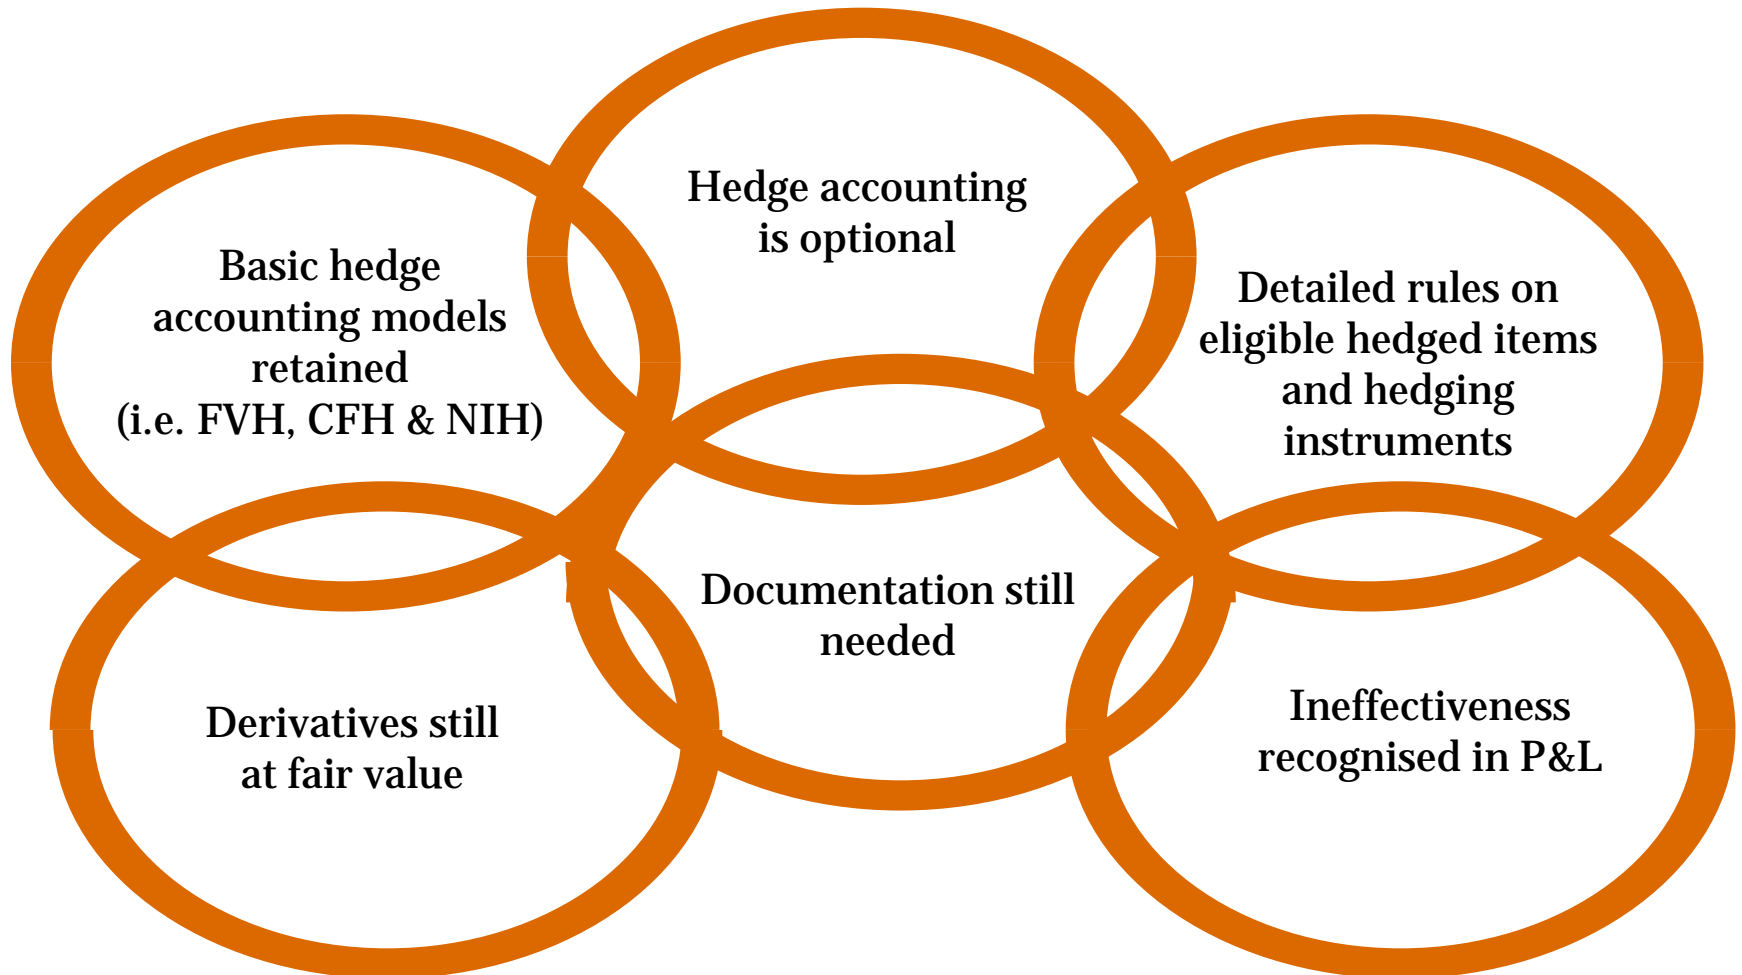 Hedge accounting
is optional
Basic hedge
accounting models
retained
(i.e. FVH, CFH & NIH)
Detailed rules on
eligible hedged items
and hedging
instruments
Documentation still
needed
Derivatives still
at fair value
Ineffectiveness
recognised in P&L